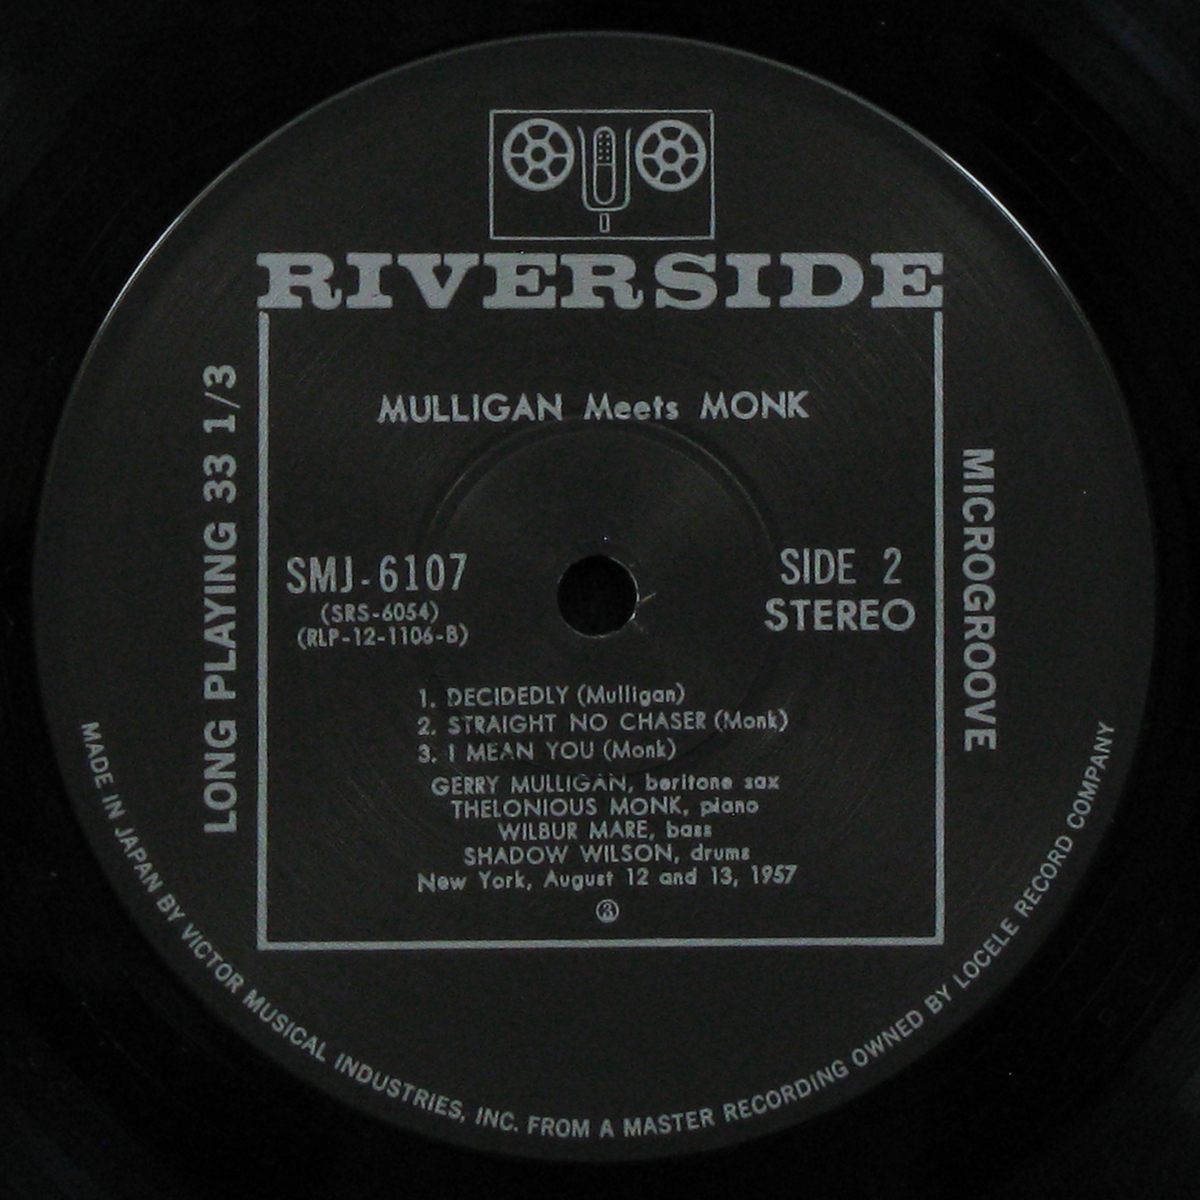 RIVERSIDE
MULLIGAN Meets MONK
LONG PLAYING 33 1/3
MICROGROOVE
SMJ-6107
(SRS-6054)
(RLP-12-1106-B)
SIDE 2
STEREO
1. DECIDEDLY (Mulligan)
2. STRAIGHT NO CHASER (Monk)
3. I MEAN YOU (Monk)
GERRY MULLIGAN, beritone sax
THELONIOUS MONK, piano
WILBUR MARE, bass
SHADOW WILSON, drums
New York, August 12 and 13, 1957
③
MADE IN JAPAN BY VICTOR MUSICAL INDUSTRIES, INC. FROM A MASTER RECORDING OWNED BY LOCELE RECORD COMPANY